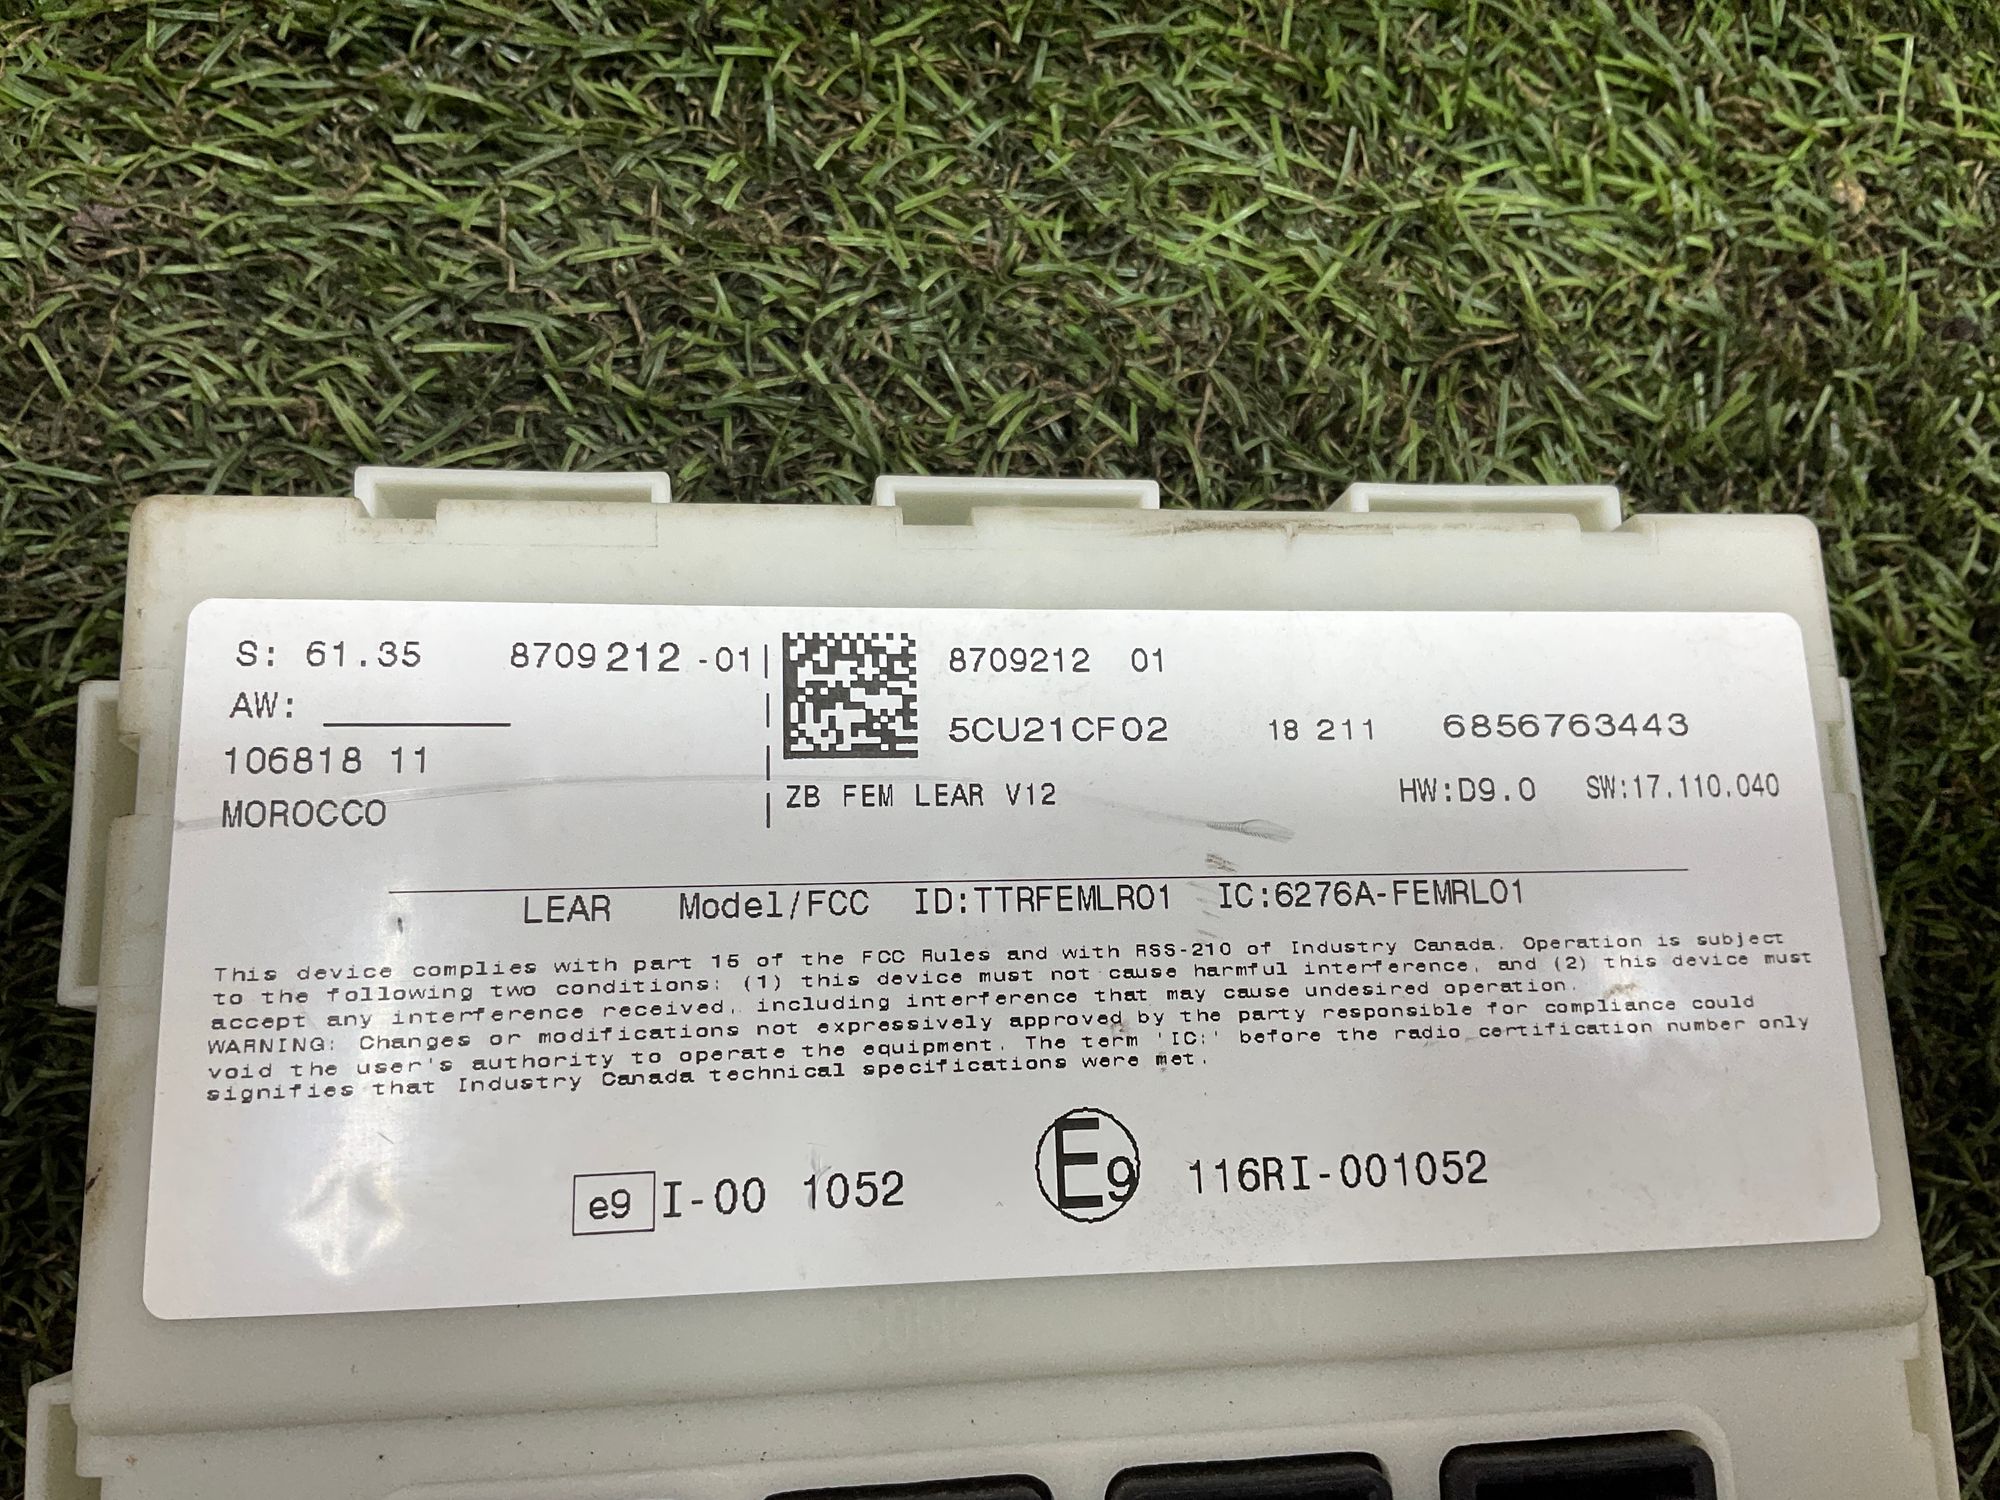 S: 61.35 8709212 -01 8709212 01
AW:
5CU21CF02 18 211 6856763443
106818 11
ZB FEM LEAR V12 HW:D9.0 SW:17.110.040
MOROCCO
LEAR Model/FCC ID:TTRFEMLR01 IC:6276A-FEMRL01
This device complies with part 15 of the FCC Rules and with RSS-210 of Industry Canada. Operation is subject
to the following two conditions: (1) this device must not cause harmful interference, and (2) this device must
accept any interference received, including interference that may cause undesired operation.
WARNING: Changes or modifications not expressively approved by the party responsible for compliance could
void the user's authority to operate the equipment. The term 'IC:' before the radio certification number only
signifies that Industry Canada technical specifications were met.
e9 I-00 1052 E9 116RI-001052